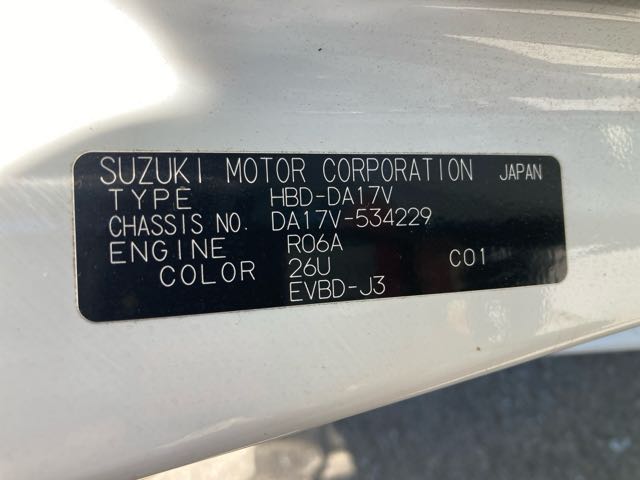 SUZUKI MOTOR CORPORATION JAPAN
TYPE HBD-DA17V
CHASSIS NO. DA17V-534229
ENGINE R06A
COLOR 26U C01
EVBD-J3